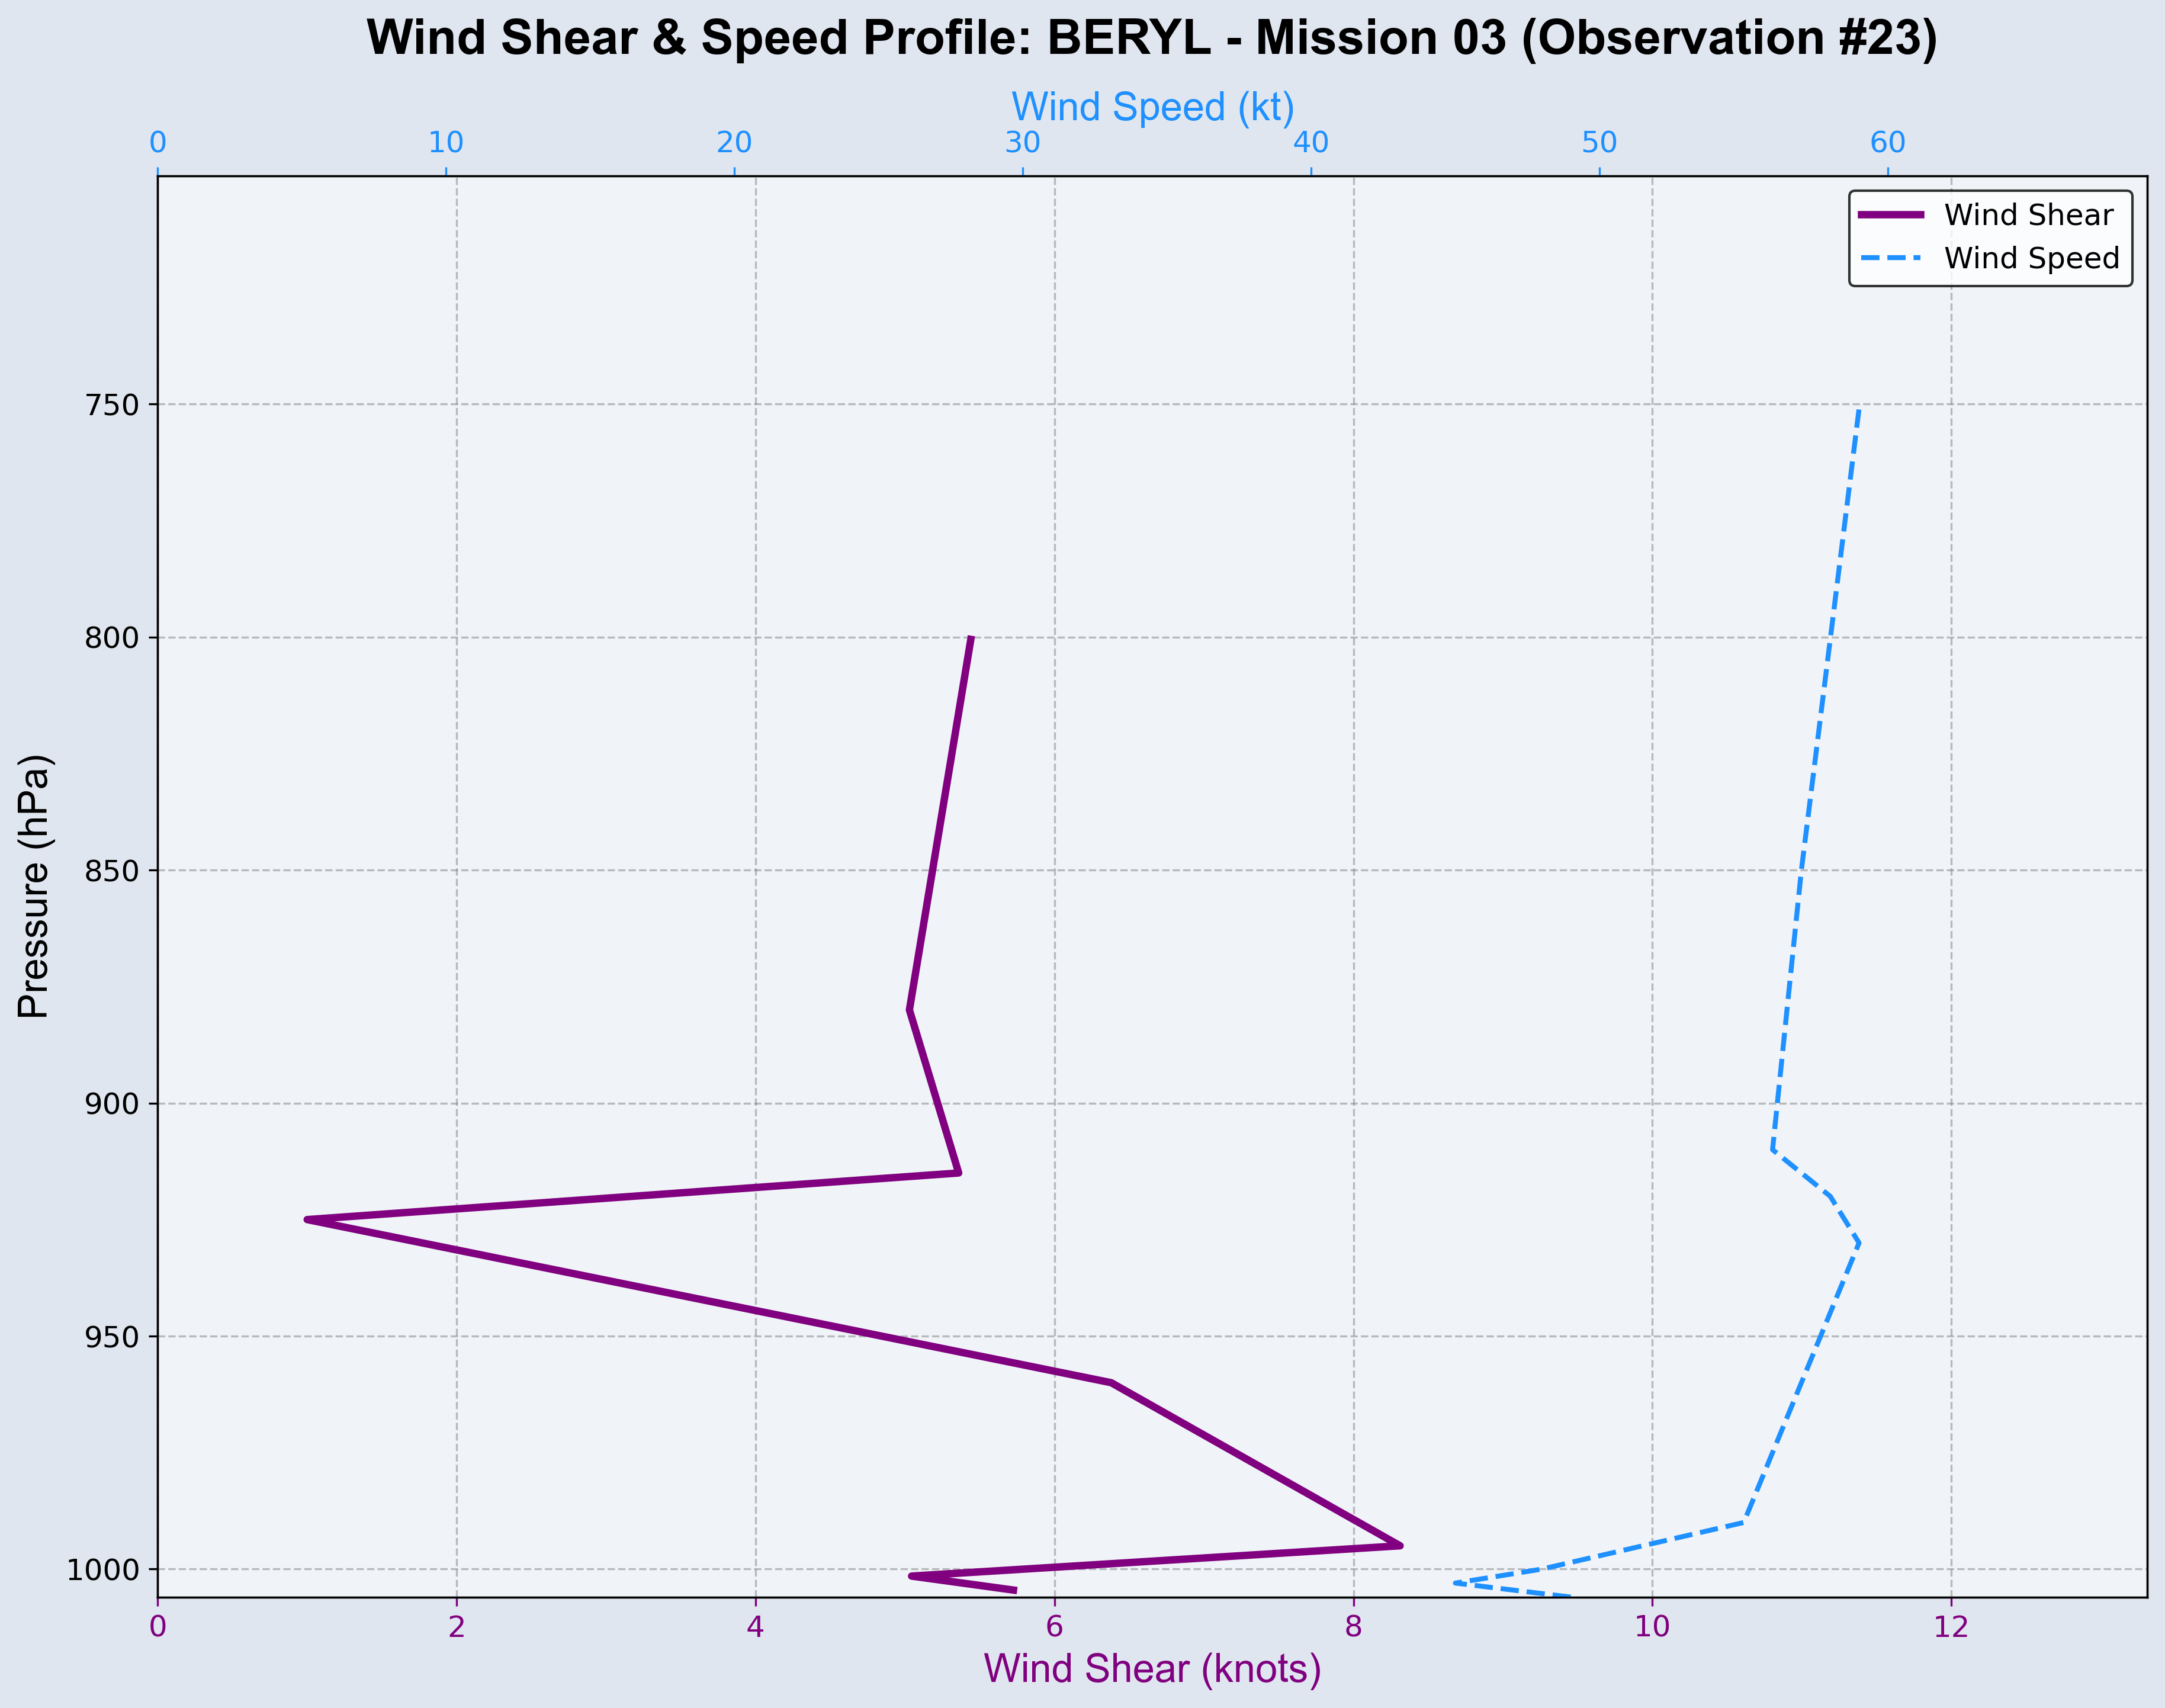 Wind Shear & Speed Profile: BERYL - Mission 03 (Observation #23)
Wind Speed (kt)
0 10 20 30 40 50 60
Wind Shear
Wind Speed
Pressure (hPa)
750
800
850
900
950
1000
0 2 4 6 8 10 12
Wind Shear (knots)